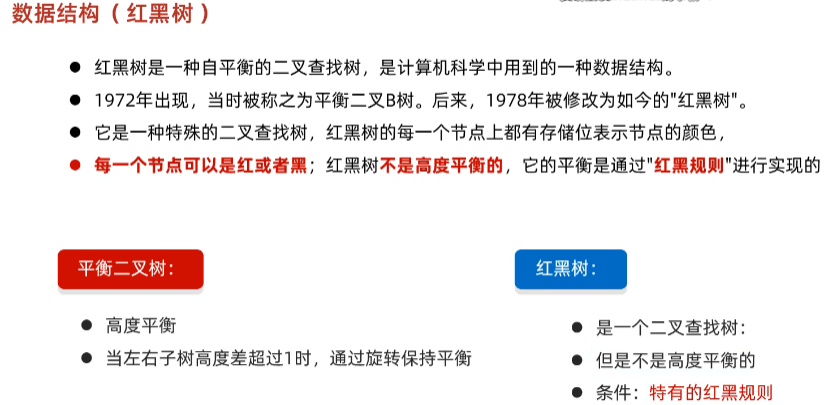 数据结构（红黑树）
● 红黑树是一种自平衡的二叉查找树，是计算机科学中用到的一种数据结构。
● 1972年出现，当时被称之为平衡二叉B树。后来，1978年被修改为如今的"红黑树"。
● 它是一种特殊的二叉查找树，红黑树的每一个节点上都有存储位表示节点的颜色，
● 每一个节点可以是红或者黑；红黑树不是高度平衡的，它的平衡是通过"红黑规则"进行实现的
平衡二叉树：
● 高度平衡
● 当左右子树高度差超过1时，通过旋转保持平衡
红黑树：
● 是一个二叉查找树：
● 但是不是高度平衡的
● 条件：特有的红黑规则